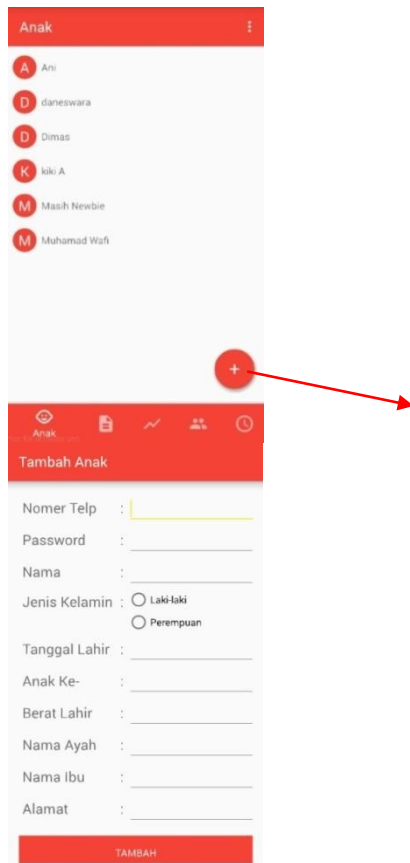 Anak
A Ani
D daneswara
D Dimas
K kiki A
M Masih Newbie
M Muhamad Wafi
+
Anak
Tambah Anak
Nomer Telp :
Password :
Nama :
Jenis Kelamin : Laki-laki
Perempuan
Tanggal Lahir :
Anak Ke- :
Berat Lahir :
Nama Ayah :
Nama Ibu :
Alamat :
TAMBAH